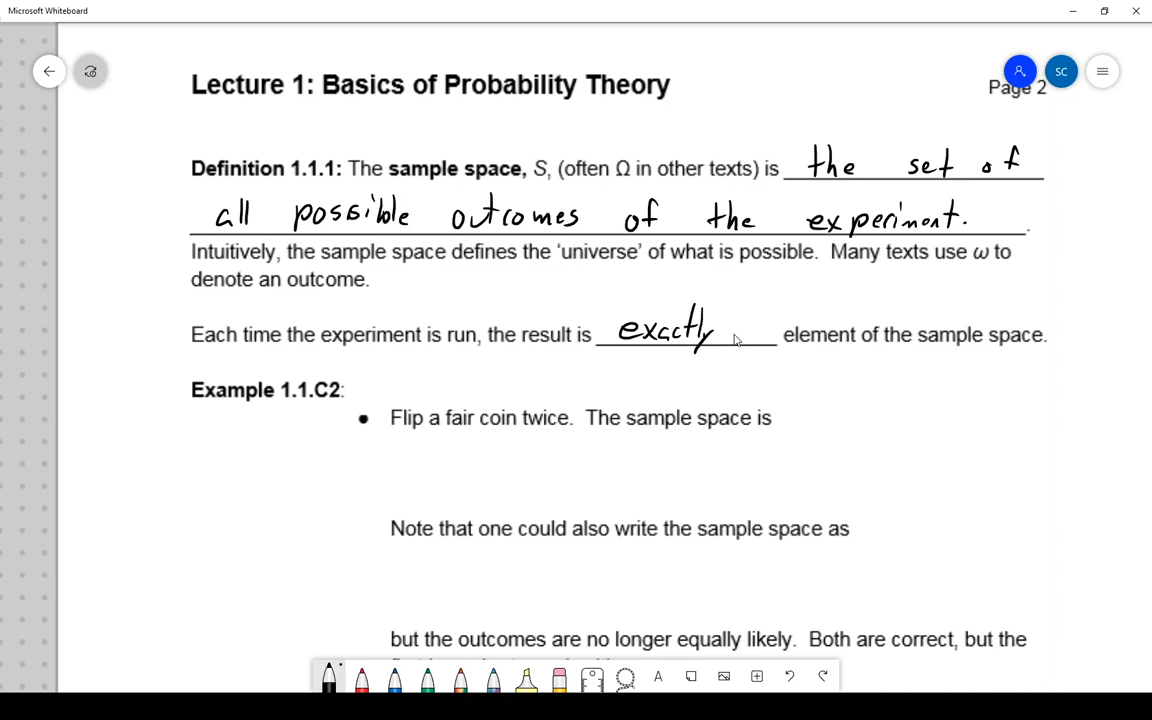 Microsoft Whiteboard
SC
Lecture 1: Basics of Probability Theory
Page 2
Definition 1.1.1: The sample space, S, (often Ω in other texts) is the set of
all possible outcomes of the experiment.
Intuitively, the sample space defines the ‘universe’ of what is possible. Many texts use ω to
denote an outcome.
Each time the experiment is run, the result is exactly element of the sample space.
Example 1.1.C2:
• Flip a fair coin twice. The sample space is
Note that one could also write the sample space as
but the outcomes are no longer equally likely. Both are correct, but the
A